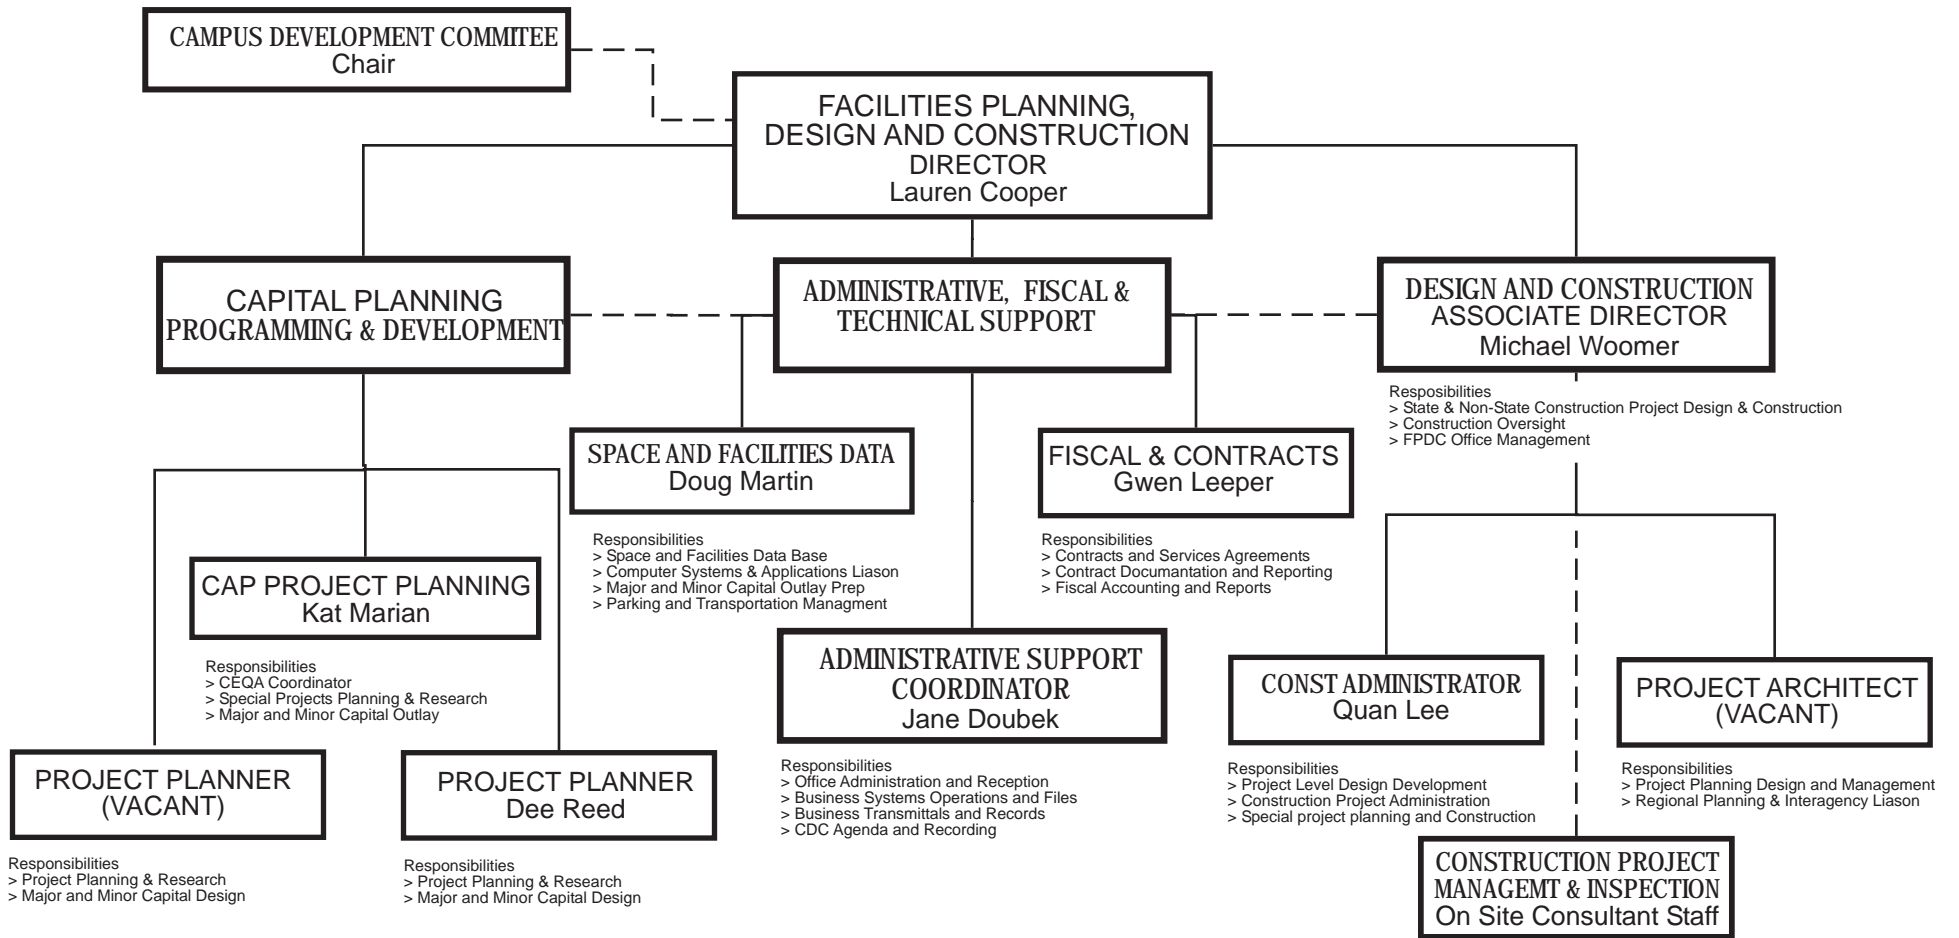 CAMPUS DEVELOPMENT COMMITEE
Chair
FACILITIES PLANNING,
DESIGN AND CONSTRUCTION
DIRECTOR
Lauren Cooper
CAPITAL PLANNING
PROGRAMMING & DEVELOPMENT
ADMINISTRATIVE, FISCAL &
TECHNICAL SUPPORT
DESIGN AND CONSTRUCTION
ASSOCIATE DIRECTOR
Michael Woomer
Resposibilities
> State & Non-State Construction Project Design & Construction
> Construction Oversight
> FPDC Office Management
SPACE AND FACILITIES DATA
Doug Martin
Responsibilities
> Space and Facilities Data Base
> Computer Systems & Applications Liason
> Major and Minor Capital Outlay Prep
> Parking and Transportation Managment
FISCAL & CONTRACTS
Gwen Leeper
Responsibilities
> Contracts and Services Agreements
> Contract Documantation and Reporting
> Fiscal Accounting and Reports
CAP PROJECT PLANNING
Kat Marian
Responsibilities
> CEQA Coordinator
> Special Projects Planning & Research
> Major and Minor Capital Outlay
ADMINISTRATIVE SUPPORT
COORDINATOR
Jane Doubek
Responsibilities
> Office Administration and Reception
> Business Systems Operations and Files
> Business Transmittals and Records
> CDC Agenda and Recording
CONST ADMINISTRATOR
Quan Lee
Responsibilities
> Project Level Design Development
> Construction Project Administration
> Special project planning and Construction
PROJECT ARCHITECT
(VACANT)
Responsibilities
> Project Planning Design and Management
> Regional Planning & Interagency Liason
PROJECT PLANNER
(VACANT)
Responsibilities
> Project Planning & Research
> Major and Minor Capital Design
PROJECT PLANNER
Dee Reed
Responsibilities
> Project Planning & Research
> Major and Minor Capital Design
CONSTRUCTION PROJECT
MANAGEMT & INSPECTION
On Site Consultant Staff